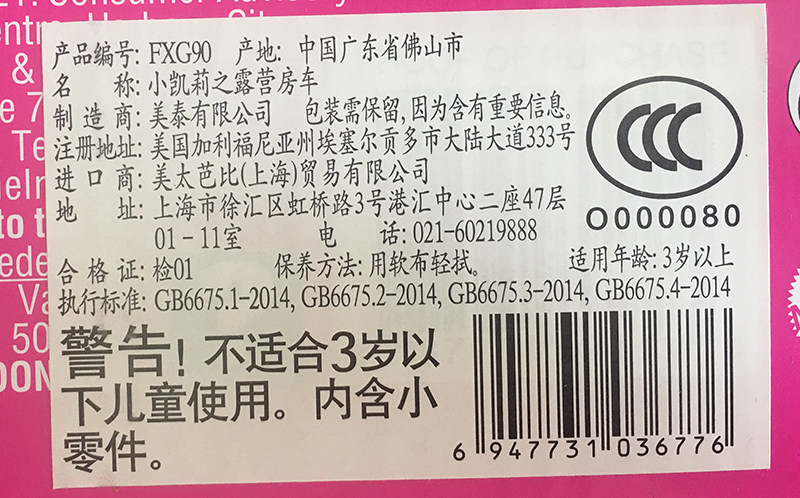 产品编号: FXG90 产地: 中国广东省佛山市
名 称: 小凯莉之露营房车
制 造 商: 美泰有限公司 包装需保留,因为含有重要信息。
注册地址: 美国加利福尼亚州埃塞尔贡多市大陆大道333号
进 口 商: 美太芭比(上海)贸易有限公司
地 址: 上海市徐汇区虹桥路3号港汇中心二座47层
01-11室 电 话: 021-60219888
合 格 证: 检01 保养方法: 用软布轻拭。 适用年龄: 3岁以上
执行标准: GB6675.1-2014, GB6675.2-2014, GB6675.3-2014, GB6675.4-2014
CCC
O000080
警告! 不适合3岁以
下儿童使用。内含小
零件。
6 947731 036776